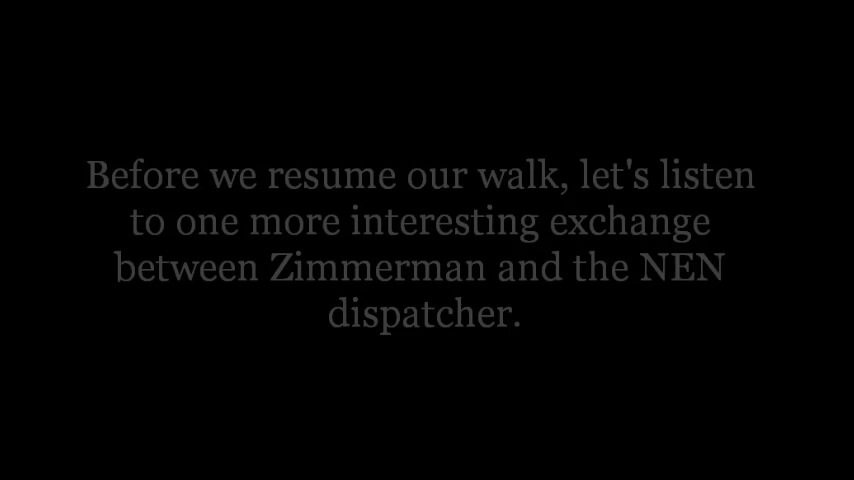 Before we resume our walk, let's listen
to one more interesting exchange
between Zimmerman and the NEN
dispatcher.